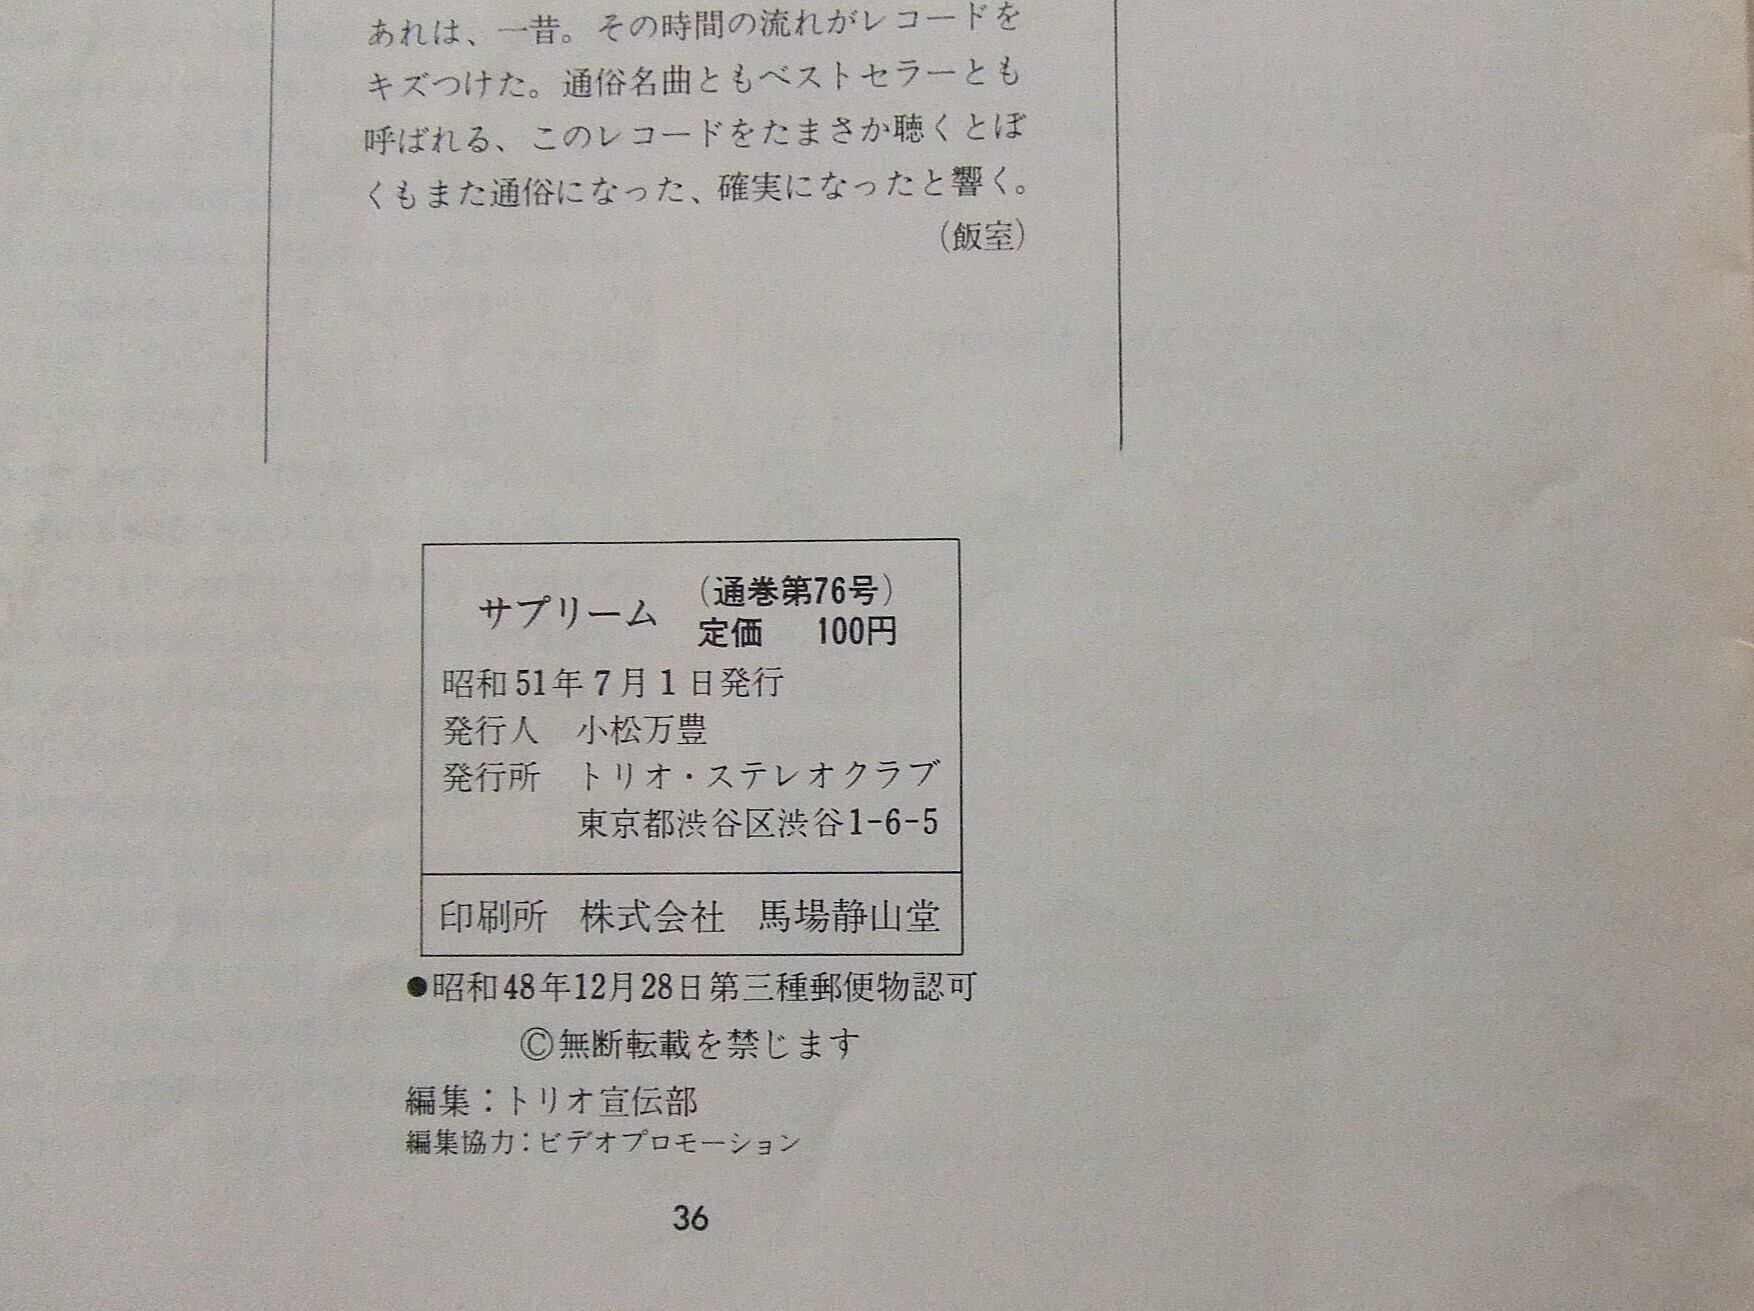 あれは、一昔。その時間の流れがレコードを
キズつけた。通俗名曲ともベストセラーとも
呼ばれる、このレコードをたまさか聴くとぼ
くもまた通俗になった、確実になったと響く。
（飯室）
サプリーム （通巻第76号）
定価 100円
昭和51年7月1日発行
発行人 小松万豊
発行所 トリオ・ステレオクラブ
東京都渋谷区渋谷1-6-5
印刷所 株式会社 馬場静山堂
●昭和48年12月28日第三種郵便物認可
©無断転載を禁じます
編集：トリオ宣伝部
編集協力：ビデオプロモーション
36